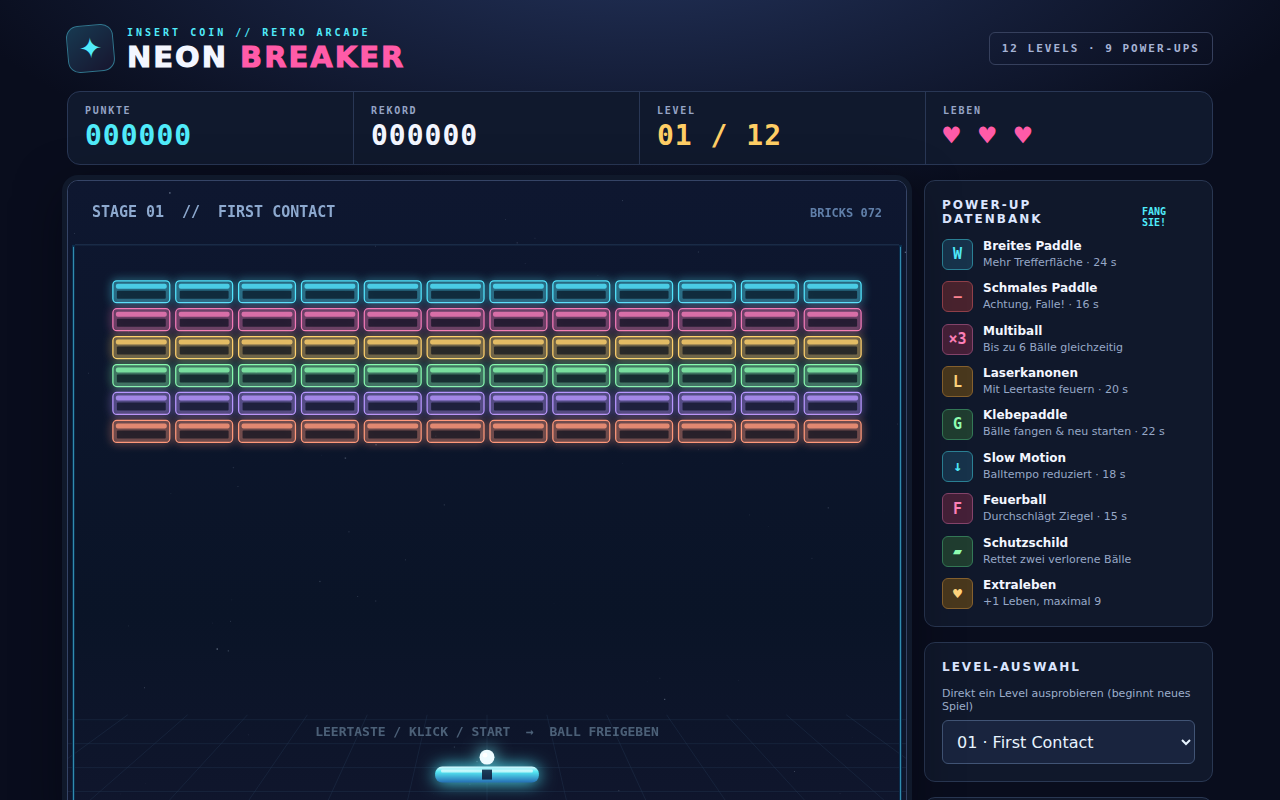 INSERT COIN // RETRO ARCADE
NEON BREAKER
12 LEVELS · 9 POWER-UPS
PUNKTE
000000
REKORD
000000
LEVEL
01 / 12
LEBEN
♥ ♥ ♥
STAGE 01 // FIRST CONTACT
BRICKS 072
LEERTASTE / KLICK / START → BALL FREIGEBEN
POWER-UP
DATENBANK
FANG
SIE!
W
Breites Paddle
Mehr Trefferfläche · 24 s
−
Schmales Paddle
Achtung, Falle! · 16 s
×3
Multiball
Bis zu 6 Bälle gleichzeitig
L
Laserkanonen
Mit Leertaste feuern · 20 s
G
Klebepaddle
Bälle fangen & neu starten · 22 s
↓
Slow Motion
Balltempo reduziert · 18 s
F
Feuerball
Durchschlägt Ziegel · 15 s
▰
Schutzschild
Rettet zwei verlorene Bälle
♥
Extraleben
+1 Leben, maximal 9
LEVEL-AUSWAHL
Direkt ein Level ausprobieren (beginnt neues
Spiel)
01 · First Contact